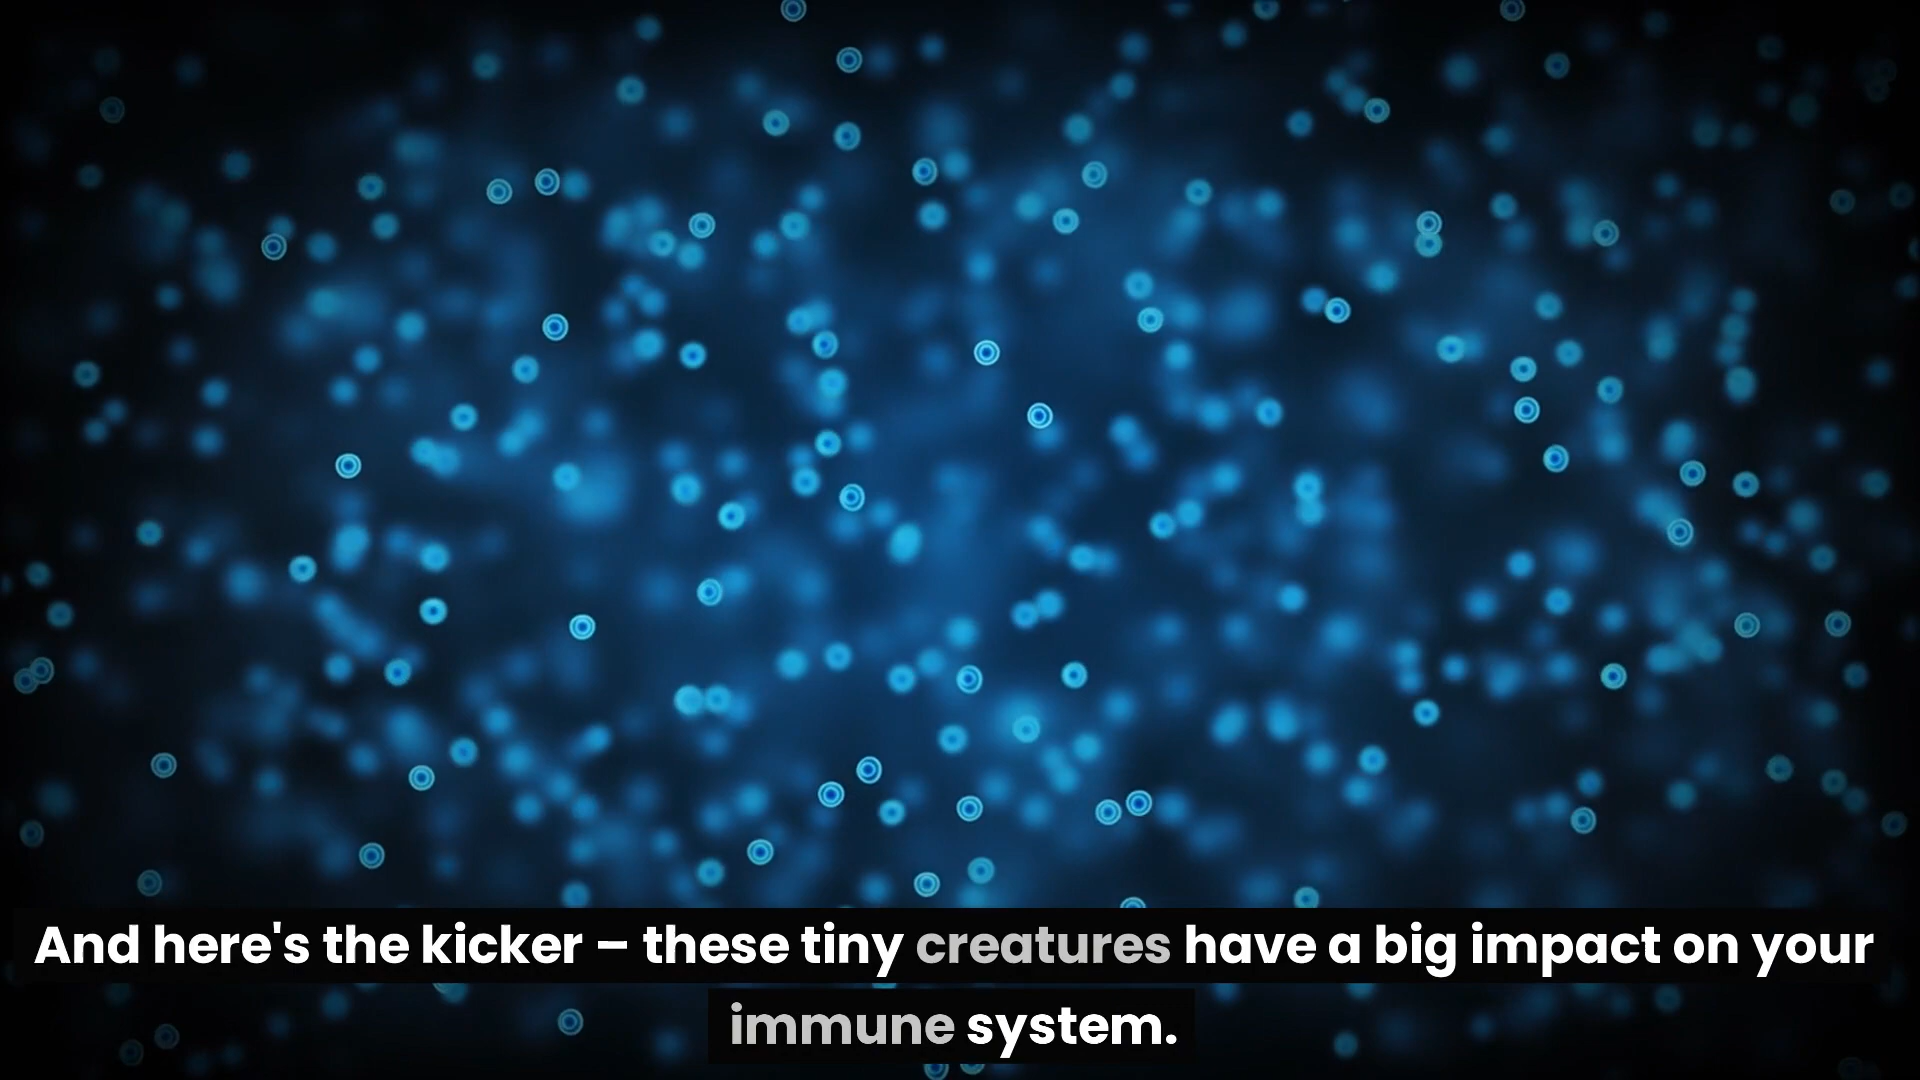 And here's the kicker – these tiny creatures have a big impact on your
immune system.